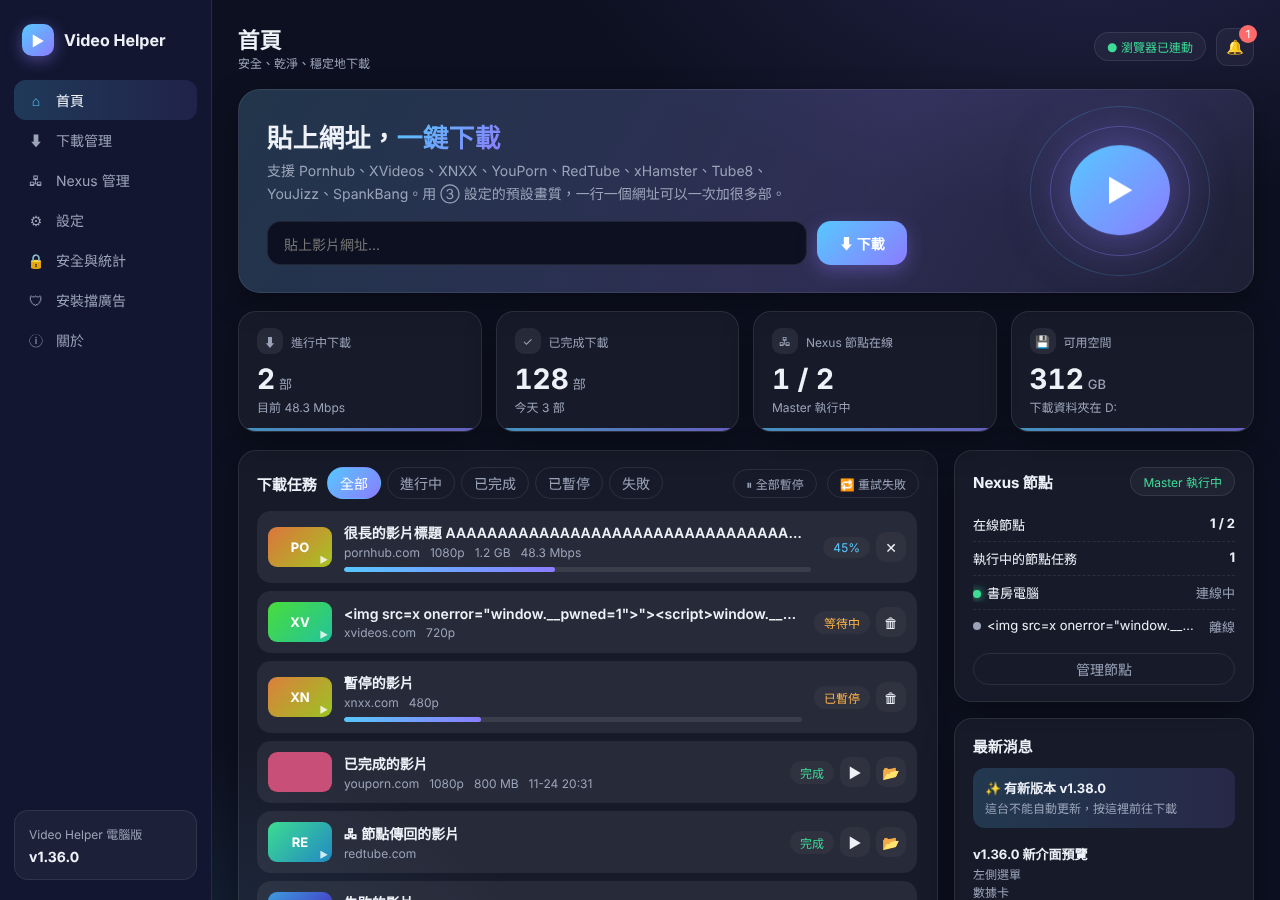 Video Helper
首頁
下載管理
Nexus 管理
設定
安全與統計
安裝擋廣告
關於
Video Helper 電腦版
v1.36.0
首頁
安全、乾淨、穩定地下載
瀏覽器已連動
1
貼上網址，一鍵下載
支援 Pornhub、XVideos、XNXX、YouPorn、RedTube、xHamster、Tube8、
YouJizz、SpankBang。用 ③ 設定的預設畫質，一行一個網址可以一次加很多部。
貼上影片網址...
⬇ 下載
進行中下載
2 部
目前 48.3 Mbps
已完成下載
128 部
今天 3 部
Nexus 節點在線
1 / 2
Master 執行中
可用空間
312 GB
下載資料夾在 D:
下載任務
全部
進行中
已完成
已暫停
失敗
全部暫停
重試失敗
PO
很長的影片標題 AAAAAAAAAAAAAAAAAAAAAAAAAAAAAAAAA...
pornhub.com 1080p 1.2 GB 48.3 Mbps
45%
XV
<img src=x onerror="window.__pwned=1">"><script>window.__...
xvideos.com 720p
等待中
XN
暫停的影片
xnxx.com 480p
已暫停
已完成的影片
youporn.com 1080p 800 MB 11-24 20:31
完成
RE
節點傳回的影片
redtube.com
完成
Nexus 節點
Master 執行中
在線節點 1 / 2
執行中的節點任務 1
書房電腦 連線中
<img src=x onerror="window.__... 離線
管理節點
最新消息
✨ 有新版本 v1.38.0
這台不能自動更新，按這裡前往下載
v1.36.0 新介面預覽
左側選單
數據卡